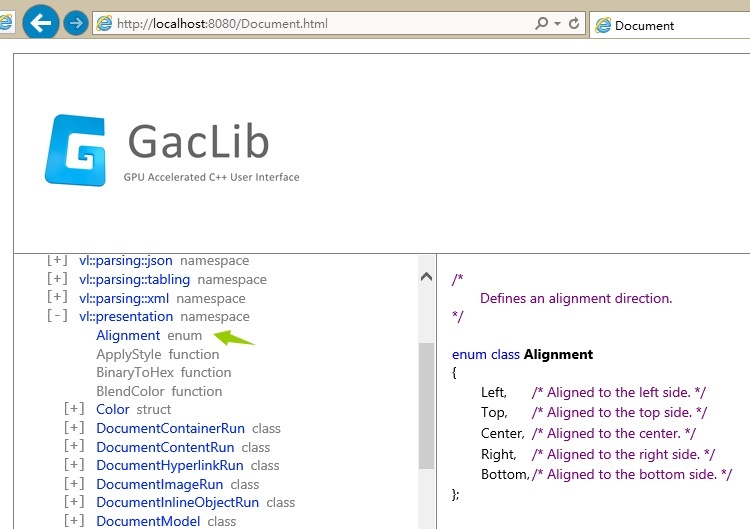 http://localhost:8080/Document.html
Document
GacLib
GPU Accelerated C++ User Interface
[+] vl::parsing::json namespace
[+] vl::parsing::tabling namespace
[+] vl::parsing::xml namespace
[-] vl::presentation namespace
Alignment enum
ApplyStyle function
BinaryToHex function
BlendColor function
[+] Color struct
[+] DocumentContainerRun class
[+] DocumentContentRun class
[+] DocumentHyperlinkRun class
[+] DocumentImageRun class
[+] DocumentInlineObjectRun class
[+] DocumentModel class
/*
Defines an alignment direction.
*/
enum class Alignment
{
Left, /* Aligned to the left side. */
Top, /* Aligned to the top side. */
Center, /* Aligned to the center. */
Right, /* Aligned to the right side. */
Bottom, /* Aligned to the bottom side. */
};